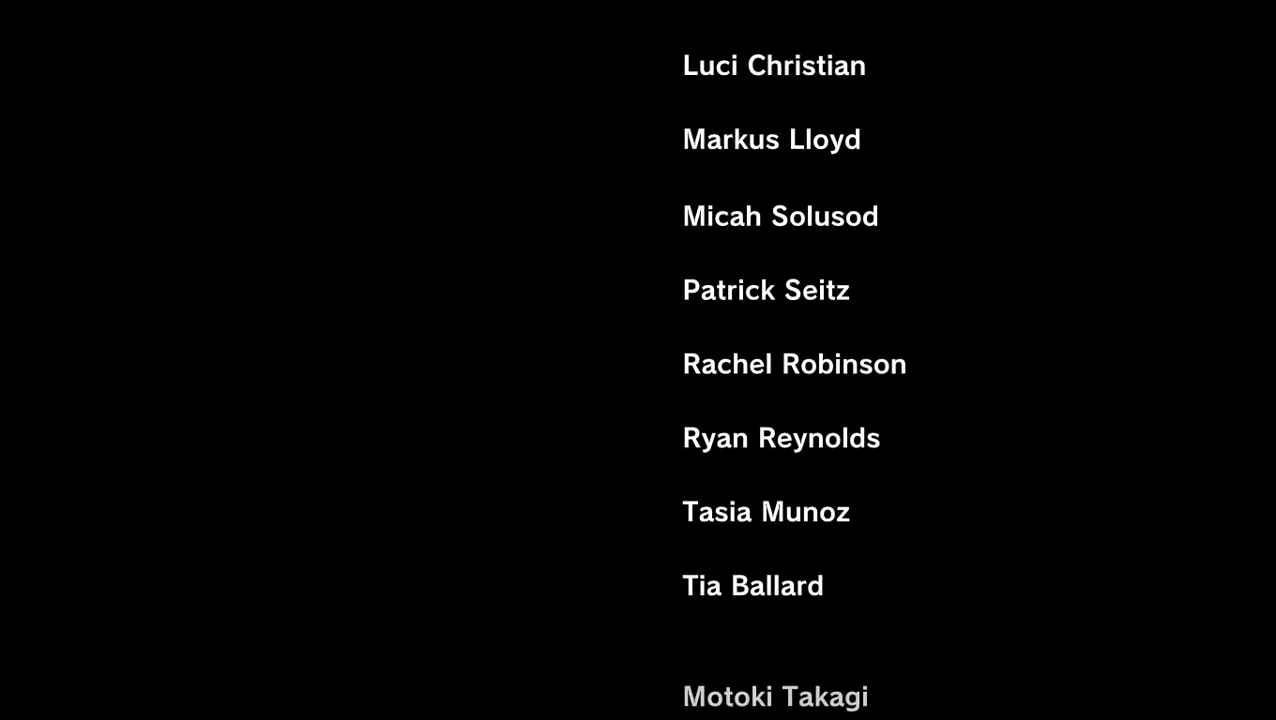 Luci Christian
Markus Lloyd
Micah Solusod
Patrick Seitz
Rachel Robinson
Ryan Reynolds
Tasia Munoz
Tia Ballard
Motoki Takagi